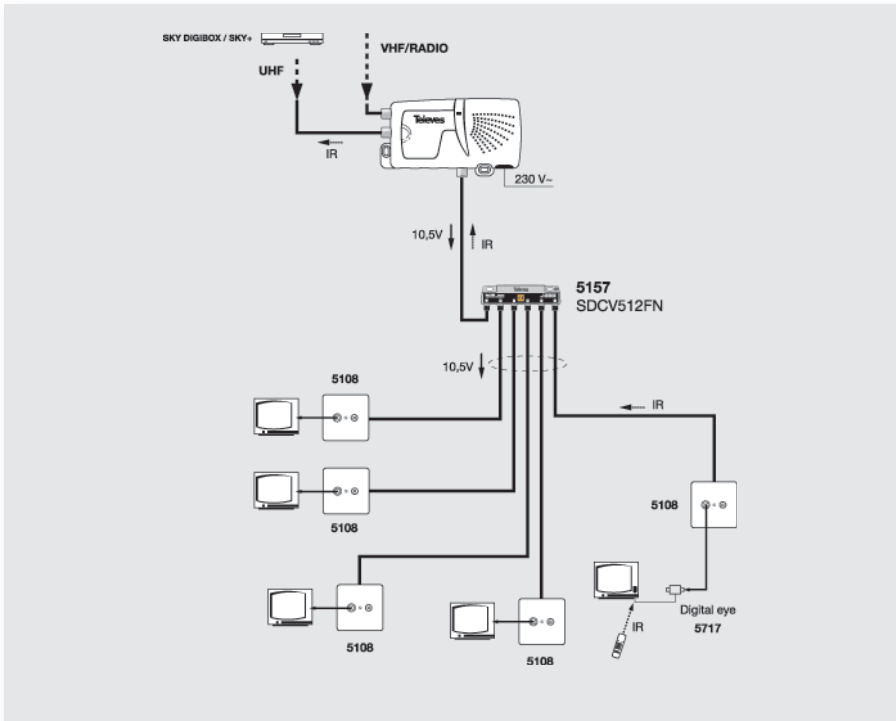 SKY DIGIBOX / SKY+
VHF/RADIO
UHF
Televes
IR
230 V~
10,5V
IR
5157
SDCV512FN
Televes
10,5V
5108
IR
5108
5108
5108
Digital eye
5717
IR
5108
5108